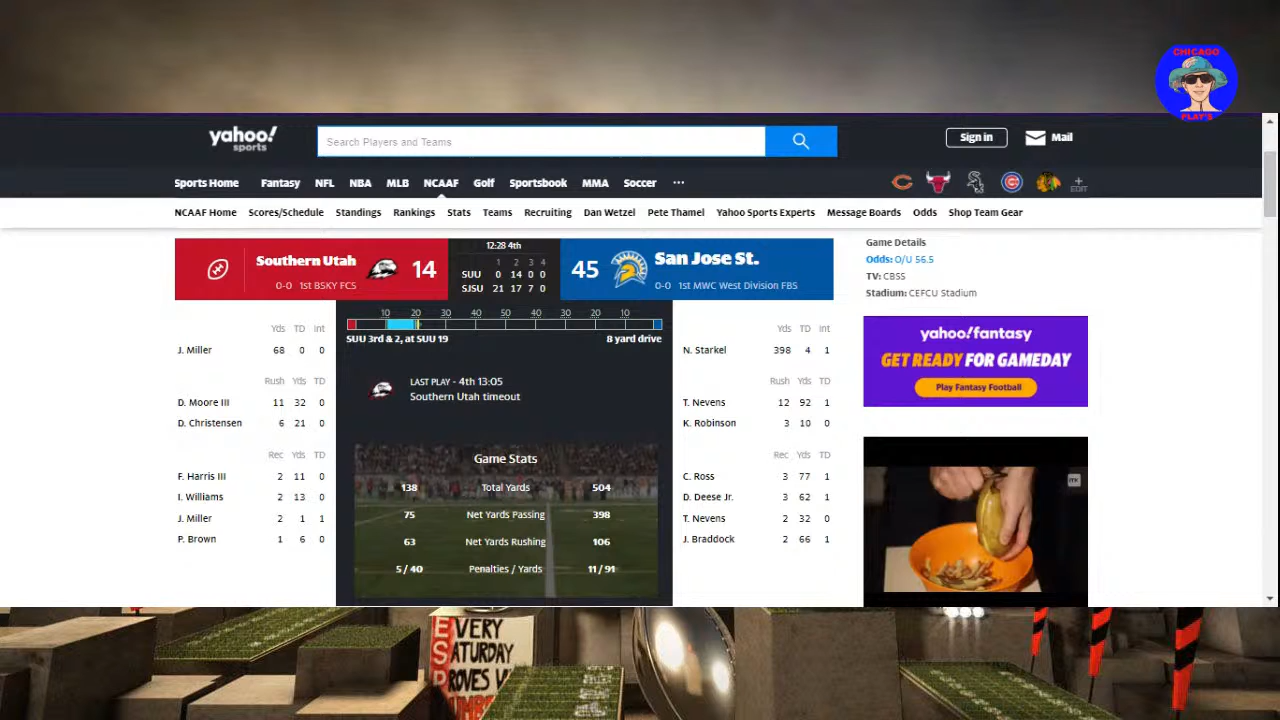 CHICAGO
PLAY'S
yahoo!
sports
Search Players and Teams
Sign in
Mail
Sports Home Fantasy NFL NBA MLB NCAAF Golf Sportsbook MMA Soccer ...
+
EDIT
NCAAF Home Scores/Schedule Standings Rankings Stats Teams Recruiting Dan Wetzel Pete Thamel Yahoo Sports Experts Message Boards Odds Shop Team Gear
Southern Utah 14
0-0 1st BSKY FCS
12:28 4th
1 2 3 4
SUU 0 14 0 0
SJSU 21 17 7 0
45 San Jose St.
0-0 1st MWC West Division FBS
Game Details
Odds: O/U 56.5
TV: CBSS
Stadium: CEFCU Stadium
10 20 30 40 50 40 30 20 10
SUU 3rd & 2, at SUU 19 8 yard drive
LAST PLAY - 4th 13:05
Southern Utah timeout
Yds TD Int
J. Miller 68 0 0
Rush Yds TD
D. Moore III 11 32 0
D. Christensen 6 21 0
Rec Yds TD
F. Harris III 2 11 0
I. Williams 2 13 0
J. Miller 2 1 1
P. Brown 1 6 0
Game Stats
138 Total Yards 504
75 Net Yards Passing 398
63 Net Yards Rushing 106
5 / 40 Penalties / Yards 11 / 91
Yds TD Int
N. Starkel 398 4 1
Rush Yds TD
T. Nevens 12 92 1
K. Robinson 3 10 0
Rec Yds TD
C. Ross 3 77 1
D. Deese Jr. 3 62 1
T. Nevens 2 32 0
J. Braddock 2 66 1
yahoo!fantasy
GET READY FOR GAMEDAY
Play Fantasy Football
EVERY
SATURDAY
PROVES